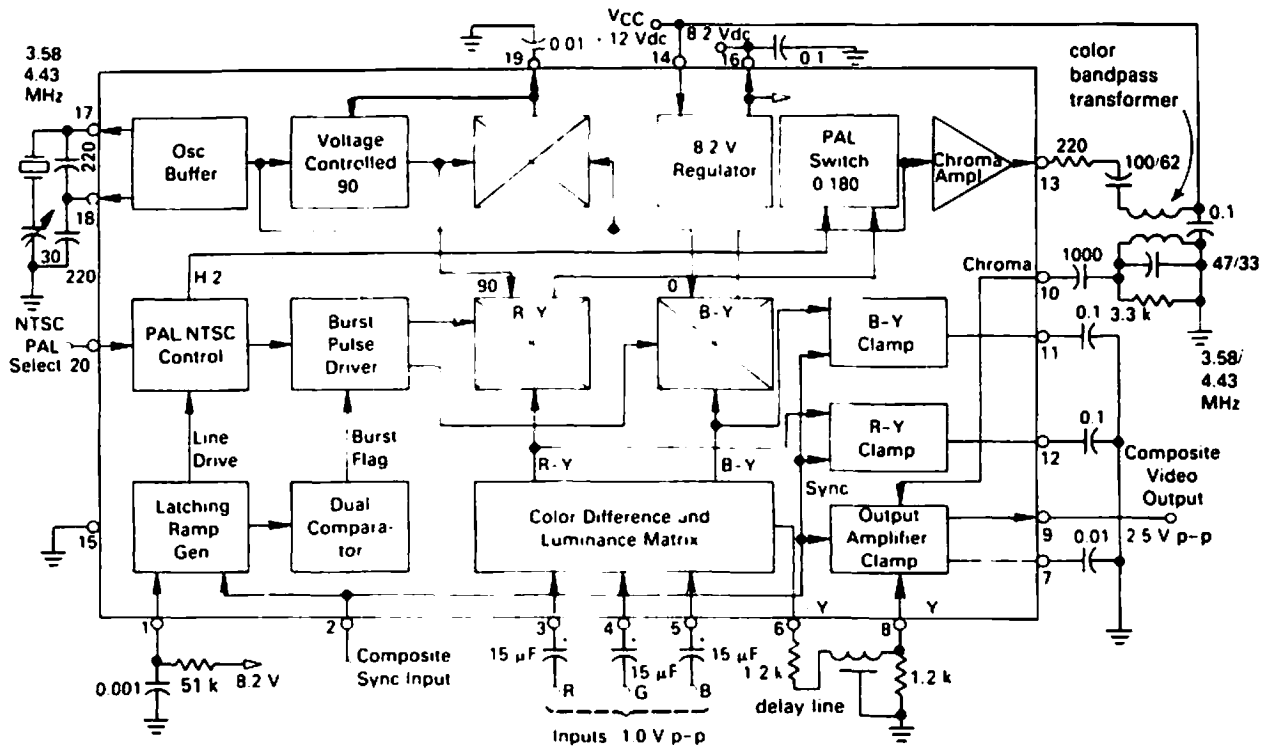 VCC
+12 Vdc
8.2 Vdc
0.01
19
14
16
0.1
color
bandpass
transformer
3.58
4.43
MHz
17
220
18
30
220
Osc
Buffer
Voltage
Controlled
90
8.2 V
Regulator
PAL
Switch
0 180
Chroma
Ampl
13
220
100/62
0.1
47/33
1000
3.3 k
Chroma
10
H 2
90
0
NTSC
PAL
Select 20
PAL NTSC
Control
Burst
Pulse
Driver
R-Y
B-Y
B-Y
Clamp
0.1
11
3.58/
4.43
MHz
R-Y
Clamp
0.1
12
Line
Drive
Burst
Flag
R-Y
B-Y
Sync
Composite
Video
Output
15
Latching
Ramp
Gen
Dual
Compara-
tor
Color Difference and
Luminance Matrix
Output
Amplifier
Clamp
9
2 5 V p-p
0.01
7
1
2
3
4
5
6
Y
8
Y
0.001
51 k
8.2 V
Composite
Sync Input
15 µF
15 µF
15 µF
R
G
B
Inputs 1 0 V p-p
1 2 k
delay line
1.2 k